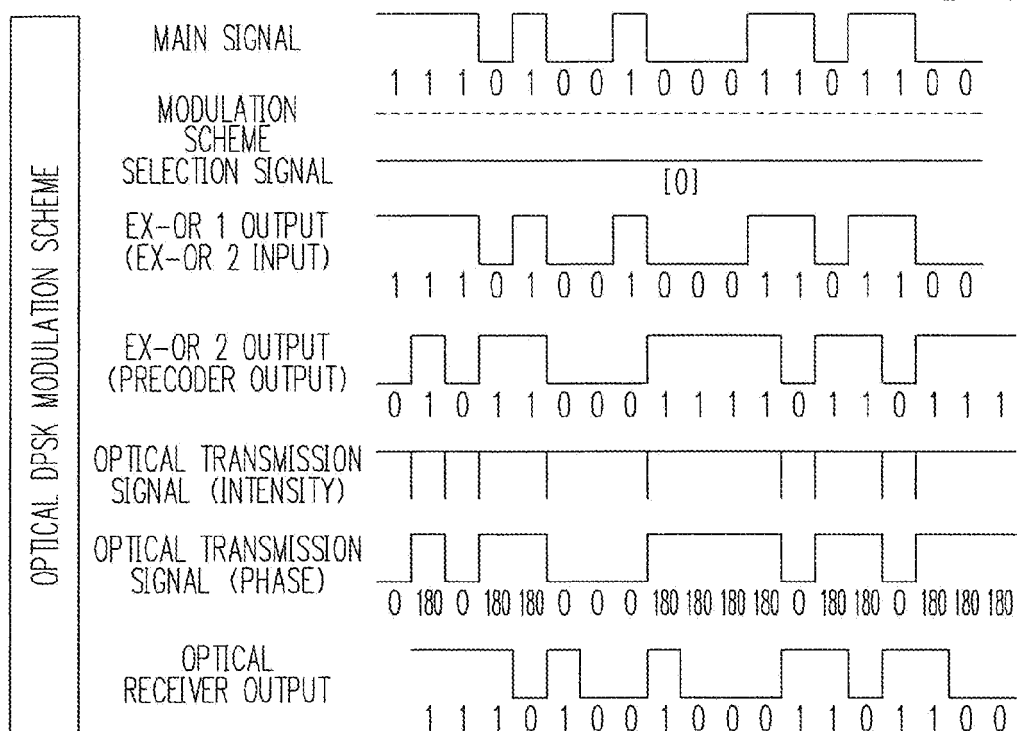 OPTICAL DPSK MODULATION SCHEME
MAIN SIGNAL
1 1 1 0 1 0 0 1 0 0 0 1 1 0 1 1 0 0
MODULATION
SCHEME
SELECTION SIGNAL
[0]
EX-OR 1 OUTPUT
(EX-OR 2 INPUT)
1 1 1 0 1 0 0 1 0 0 0 1 1 0 1 1 0 0
EX-OR 2 OUTPUT
(PRECODER OUTPUT)
0 1 0 1 1 0 0 0 1 1 1 1 0 1 1 0 1 1 1
OPTICAL TRANSMISSION
SIGNAL (INTENSITY)
OPTICAL TRANSMISSION
SIGNAL (PHASE)
0 180 0 180 180 0 0 0 180 180 180 180 0 180 180 0 180 180 180
OPTICAL
RECEIVER OUTPUT
1 1 1 0 1 0 0 1 0 0 0 1 1 0 1 1 0 0